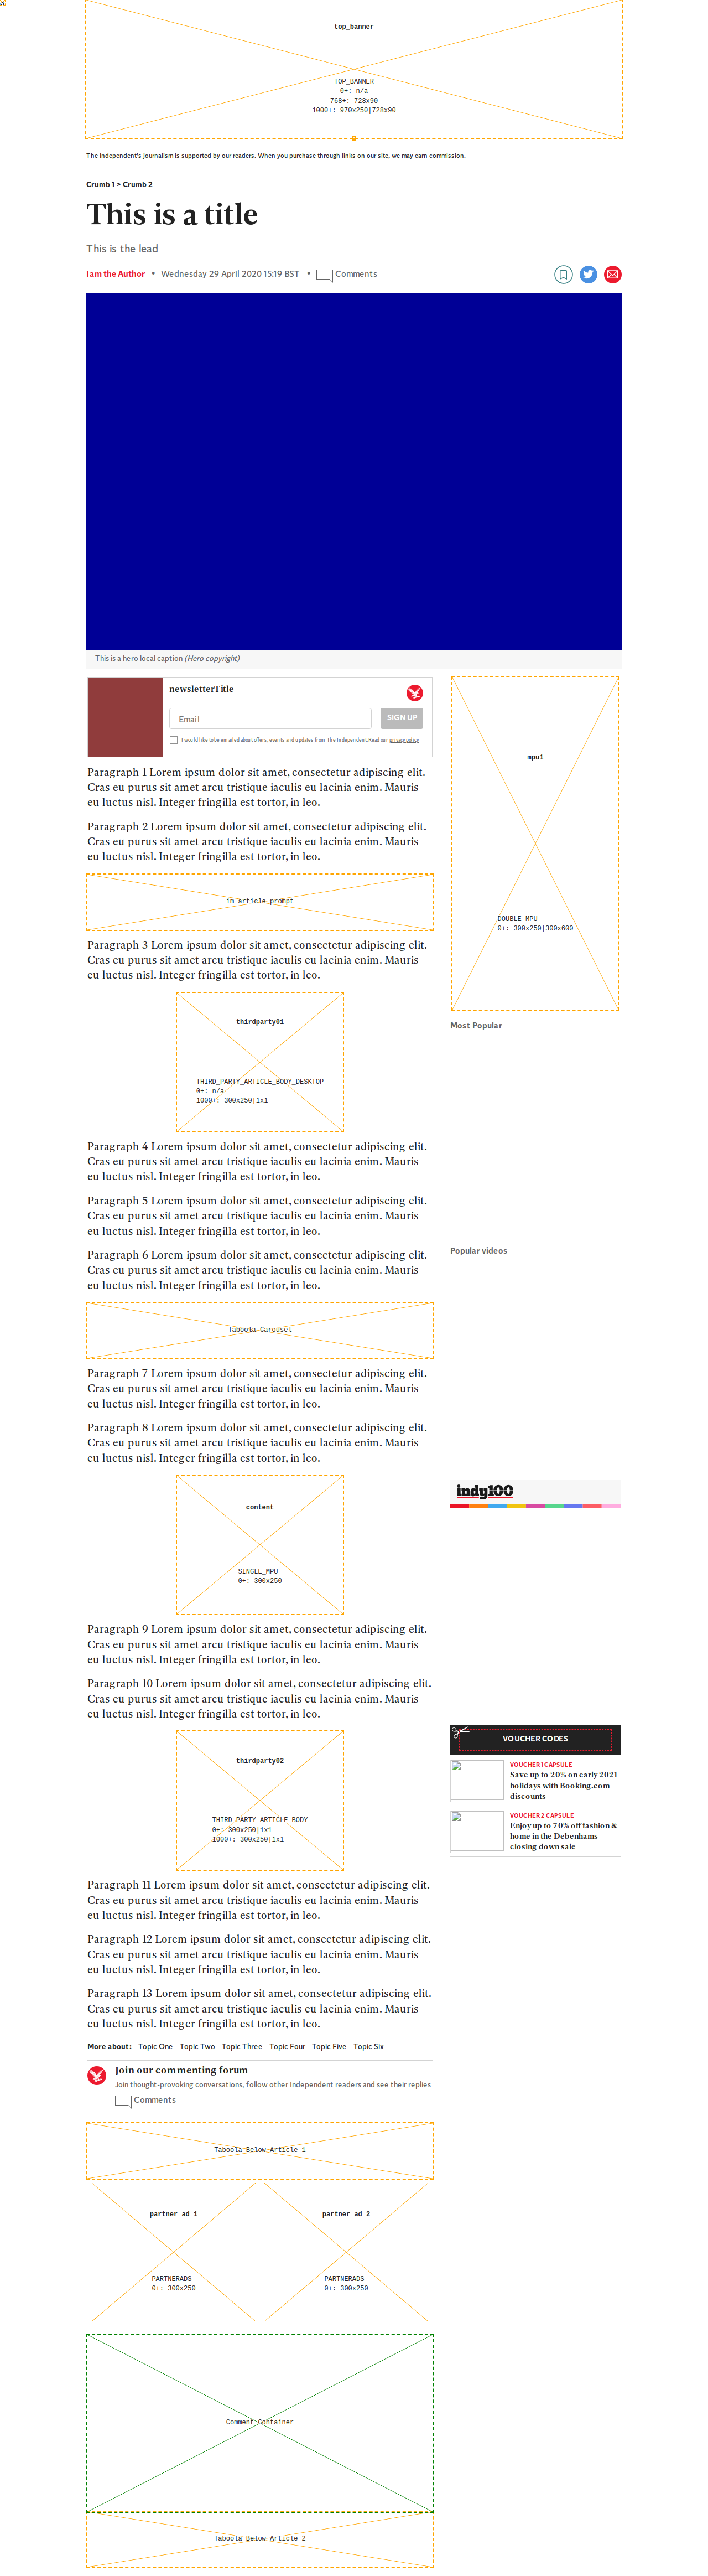 top_banner
TOP_BANNER
0+: n/a
768+: 728x90
1000+: 970x250|728x90
The Independent's journalism is supported by our readers. When you purchase through links on our site, we may earn commission.
Crumb 1 > Crumb 2
This is a title
This is the lead
I am the Author • Wednesday 29 April 2020 15:19 BST • Comments
This is a hero local caption (Hero copyright)
newsletterTitle
Email
SIGN UP
I would like to be emailed about offers, events and updates from The Independent. Read our privacy policy
Paragraph 1 Lorem ipsum dolor sit amet, consectetur adipiscing elit.
Cras eu purus sit amet arcu tristique iaculis eu lacinia enim. Mauris
eu luctus nisl. Integer fringilla est tortor, in leo.
Paragraph 2 Lorem ipsum dolor sit amet, consectetur adipiscing elit.
Cras eu purus sit amet arcu tristique iaculis eu lacinia enim. Mauris
eu luctus nisl. Integer fringilla est tortor, in leo.
im article prompt
Paragraph 3 Lorem ipsum dolor sit amet, consectetur adipiscing elit.
Cras eu purus sit amet arcu tristique iaculis eu lacinia enim. Mauris
eu luctus nisl. Integer fringilla est tortor, in leo.
thirdparty01
THIRD_PARTY_ARTICLE_BODY_DESKTOP
0+: n/a
1000+: 300x250|1x1
Paragraph 4 Lorem ipsum dolor sit amet, consectetur adipiscing elit.
Cras eu purus sit amet arcu tristique iaculis eu lacinia enim. Mauris
eu luctus nisl. Integer fringilla est tortor, in leo.
Paragraph 5 Lorem ipsum dolor sit amet, consectetur adipiscing elit.
Cras eu purus sit amet arcu tristique iaculis eu lacinia enim. Mauris
eu luctus nisl. Integer fringilla est tortor, in leo.
Paragraph 6 Lorem ipsum dolor sit amet, consectetur adipiscing elit.
Cras eu purus sit amet arcu tristique iaculis eu lacinia enim. Mauris
eu luctus nisl. Integer fringilla est tortor, in leo.
Taboola Carousel
Paragraph 7 Lorem ipsum dolor sit amet, consectetur adipiscing elit.
Cras eu purus sit amet arcu tristique iaculis eu lacinia enim. Mauris
eu luctus nisl. Integer fringilla est tortor, in leo.
Paragraph 8 Lorem ipsum dolor sit amet, consectetur adipiscing elit.
Cras eu purus sit amet arcu tristique iaculis eu lacinia enim. Mauris
eu luctus nisl. Integer fringilla est tortor, in leo.
content
SINGLE_MPU
0+: 300x250
Paragraph 9 Lorem ipsum dolor sit amet, consectetur adipiscing elit.
Cras eu purus sit amet arcu tristique iaculis eu lacinia enim. Mauris
eu luctus nisl. Integer fringilla est tortor, in leo.
Paragraph 10 Lorem ipsum dolor sit amet, consectetur adipiscing elit.
Cras eu purus sit amet arcu tristique iaculis eu lacinia enim. Mauris
eu luctus nisl. Integer fringilla est tortor, in leo.
thirdparty02
THIRD_PARTY_ARTICLE_BODY
0+: 300x250|1x1
1000+: 300x250|1x1
Paragraph 11 Lorem ipsum dolor sit amet, consectetur adipiscing elit.
Cras eu purus sit amet arcu tristique iaculis eu lacinia enim. Mauris
eu luctus nisl. Integer fringilla est tortor, in leo.
Paragraph 12 Lorem ipsum dolor sit amet, consectetur adipiscing elit.
Cras eu purus sit amet arcu tristique iaculis eu lacinia enim. Mauris
eu luctus nisl. Integer fringilla est tortor, in leo.
Paragraph 13 Lorem ipsum dolor sit amet, consectetur adipiscing elit.
Cras eu purus sit amet arcu tristique iaculis eu lacinia enim. Mauris
eu luctus nisl. Integer fringilla est tortor, in leo.
More about: Topic One Topic Two Topic Three Topic Four Topic Five Topic Six
Join our commenting forum
Join thought-provoking conversations, follow other Independent readers and see their replies
Comments
Taboola Below Article 1
partner_ad_1
PARTNERADS
0+: 300x250
partner_ad_2
PARTNERADS
0+: 300x250
Comment Container
Taboola Below Article 2
mpu1
DOUBLE_MPU
0+: 300x250|300x600
Most Popular
Popular videos
indy100
VOUCHER CODES
VOUCHER 1 CAPSULE
Save up to 20% on early 2021
holidays with Booking.com
discounts
VOUCHER 2 CAPSULE
Enjoy up to 70% off fashion &
home in the Debenhams
closing down sale